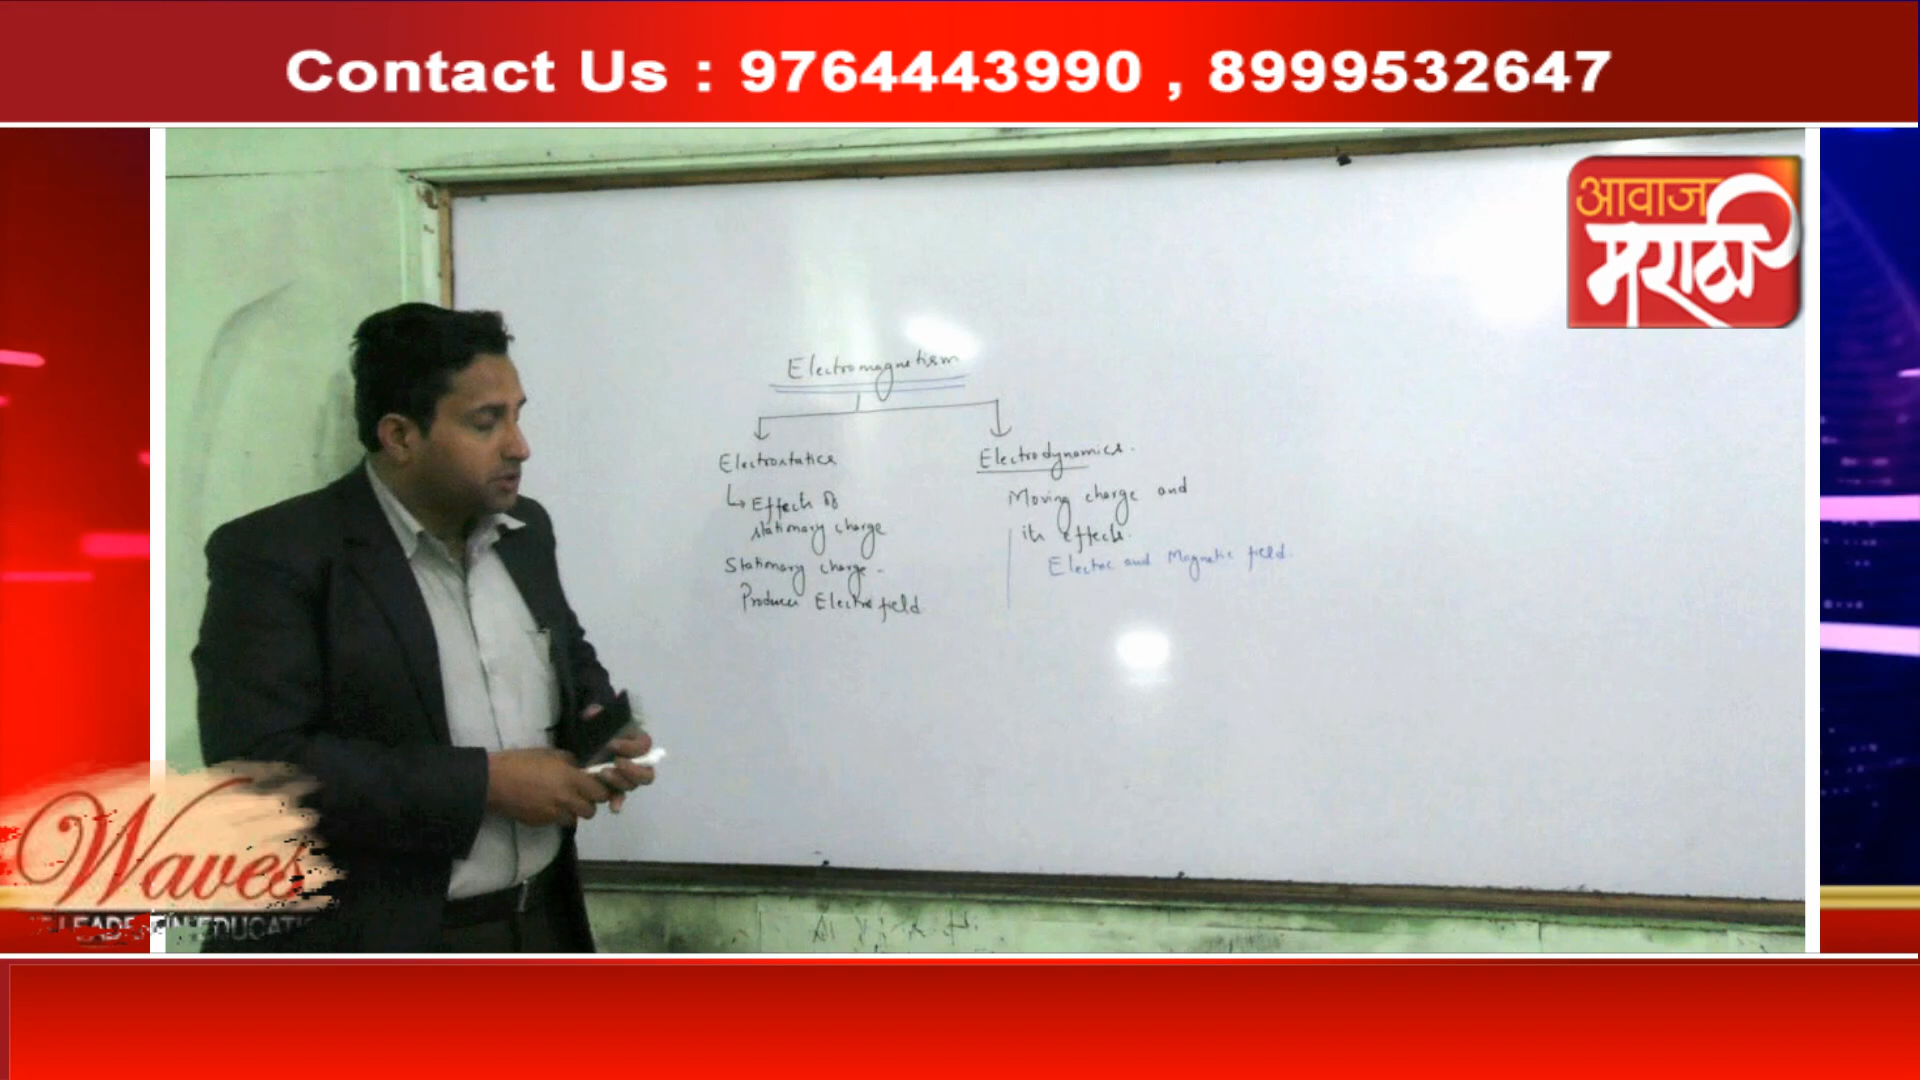 Contact Us : 9764443990 , 8999532647
आवाज
मराठी
Electromagnetism
Electrostatics
Electrodynamics.
↳ Effects of
stationary charge
Moving charge and
its effects.
Stationary charge -
Electric and Magnetic field.
Produces Electric field
Waves